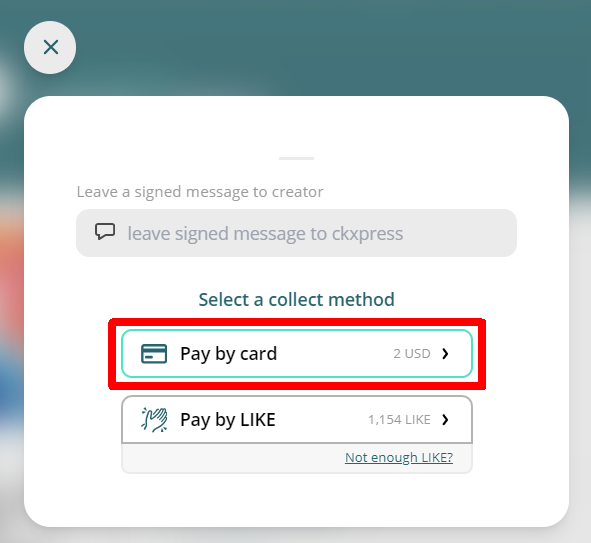 Leave a signed message to creator
leave signed message to ckxpress
Select a collect method
Pay by card 2 USD
Pay by LIKE 1,154 LIKE
Not enough LIKE?